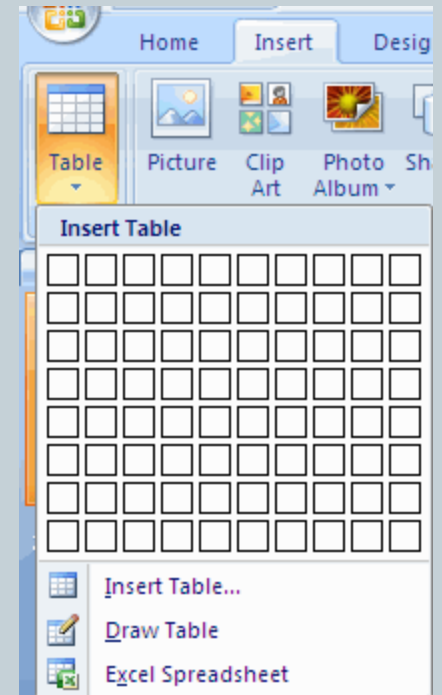 Home Insert Desig
Table Picture Clip Art Photo Album Sh
Insert Table
Insert Table...
Draw Table
Excel Spreadsheet